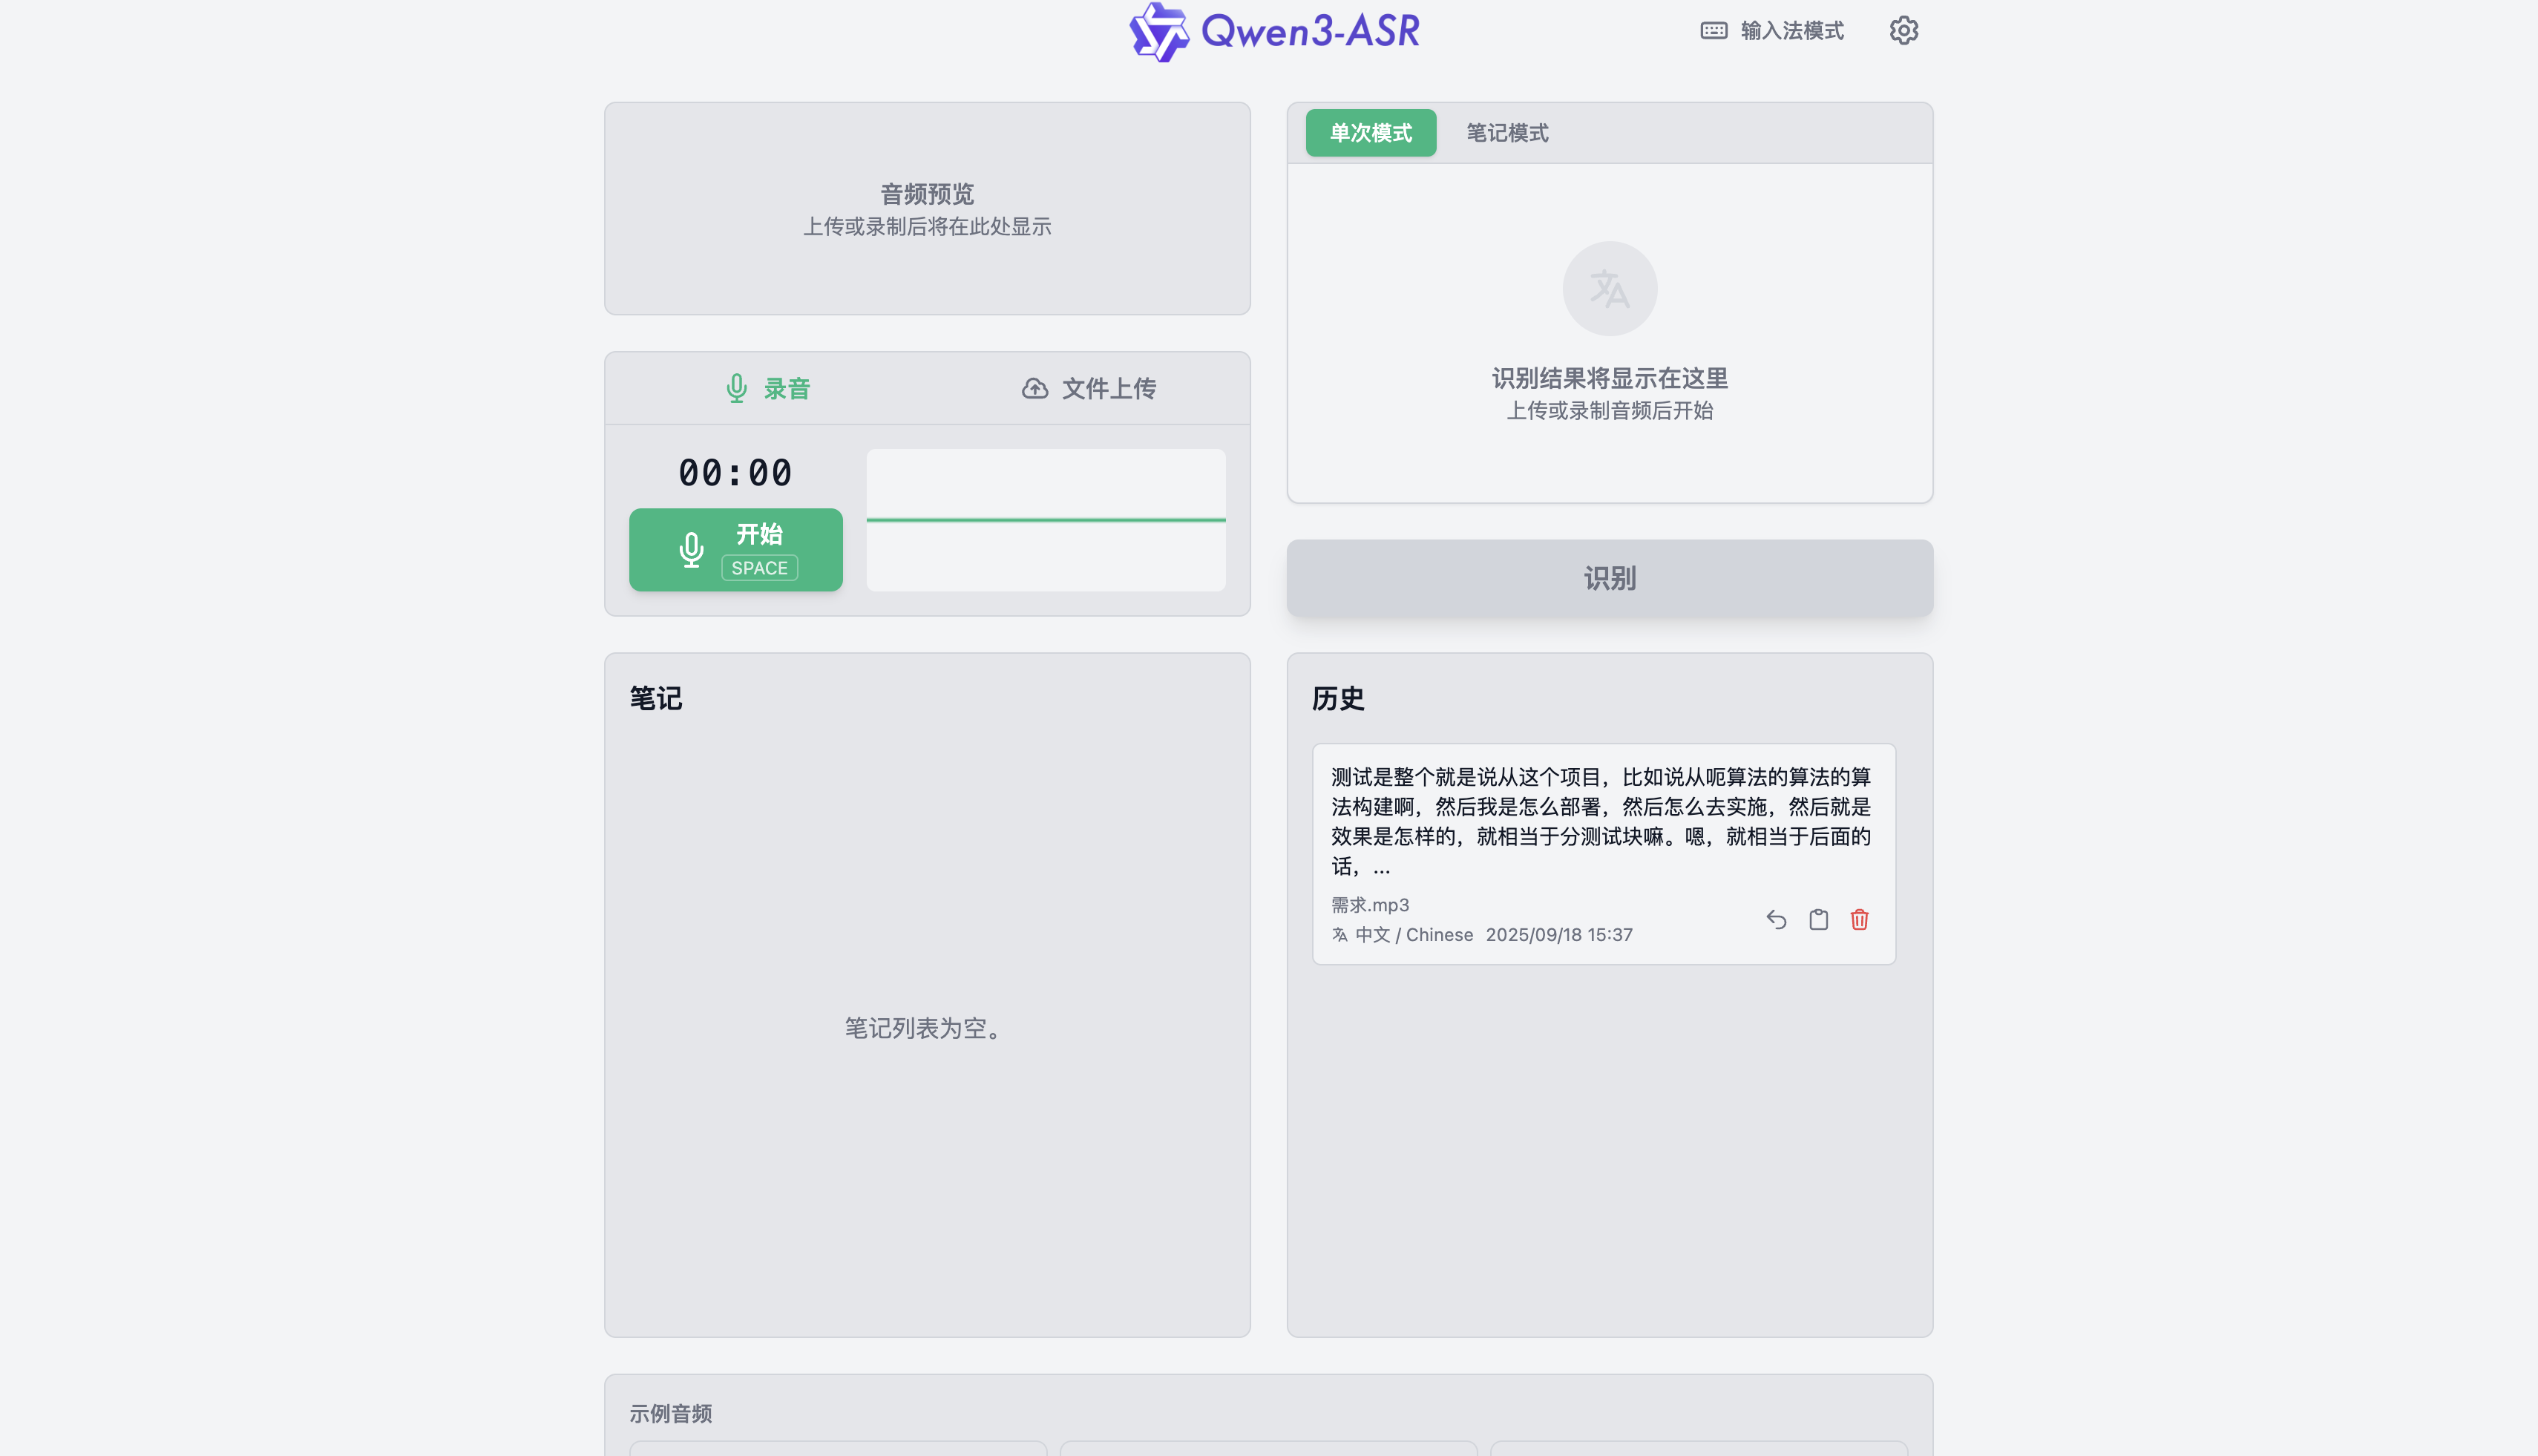 Qwen3-ASR
输入法模式
音频预览
上传或录制后将在此处显示
单次模式
笔记模式
识别结果将显示在这里
上传或录制音频后开始
录音
文件上传
00:00
开始
SPACE
识别
笔记
笔记列表为空。
历史
测试是整个就是说从这个项目，比如说从呃算法的算法的算
法构建啊，然后我是怎么部署，然后怎么去实施，然后就是
效果是怎样的，就相当于分测试块嘛。嗯，就相当于后面的
话，...
需求.mp3
中文 / Chinese 2025/09/18 15:37
示例音频